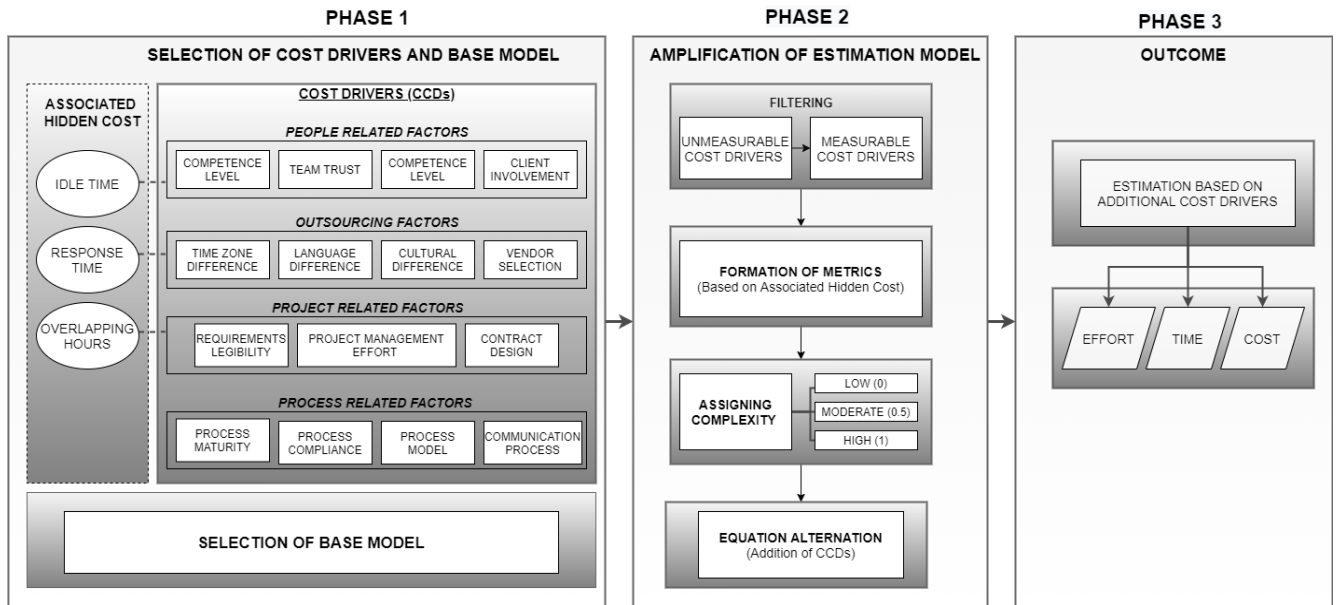 PHASE 1
SELECTION OF COST DRIVERS AND BASE MODEL
ASSOCIATED
HIDDEN COST
IDLE TIME
RESPONSE
TIME
OVERLAPPING
HOURS
COST DRIVERS (CCDs)
PEOPLE RELATED FACTORS
COMPETENCE
LEVEL
TEAM TRUST
COMPETENCE
LEVEL
CLIENT
INVOLVEMENT
OUTSOURCING FACTORS
TIME ZONE
DIFFERENCE
LANGUAGE
DIFFERENCE
CULTURAL
DIFFERENCE
VENDOR
SELECTION
PROJECT RELATED FACTORS
REQUIREMENTS
LEGIBILITY
PROJECT MANAGEMENT
EFFORT
CONTRACT
DESIGN
PROCESS RELATED FACTORS
PROCESS
MATURITY
PROCESS
COMPLIANCE
PROCESS
MODEL
COMMUNICATION
PROCESS
SELECTION OF BASE MODEL
PHASE 2
AMPLIFICATION OF ESTIMATION MODEL
FILTERING
UNMEASURABLE
COST DRIVERS
MEASURABLE
COST DRIVERS
FORMATION OF METRICS
(Based on Associated Hidden Cost)
ASSIGNING
COMPLEXITY
LOW (0)
MODERATE (0.5)
HIGH (1)
EQUATION ALTERNATION
(Addition of CCDs)
PHASE 3
OUTCOME
ESTIMATION BASED ON
ADDITIONAL COST DRIVERS
EFFORT
TIME
COST